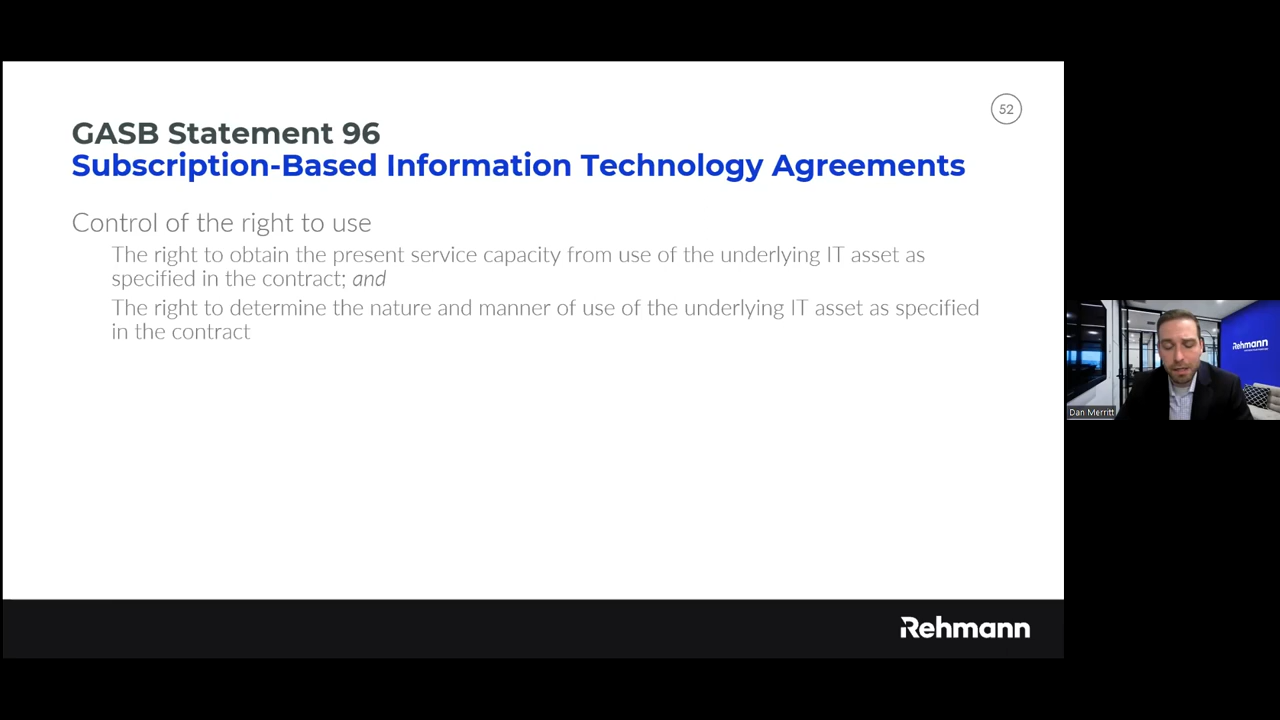 52
GASB Statement 96
Subscription-Based Information Technology Agreements
Control of the right to use
The right to obtain the present service capacity from use of the underlying IT asset as
specified in the contract; and
The right to determine the nature and manner of use of the underlying IT asset as specified
in the contract
Rehmann
Dan Merritt
Rehmann